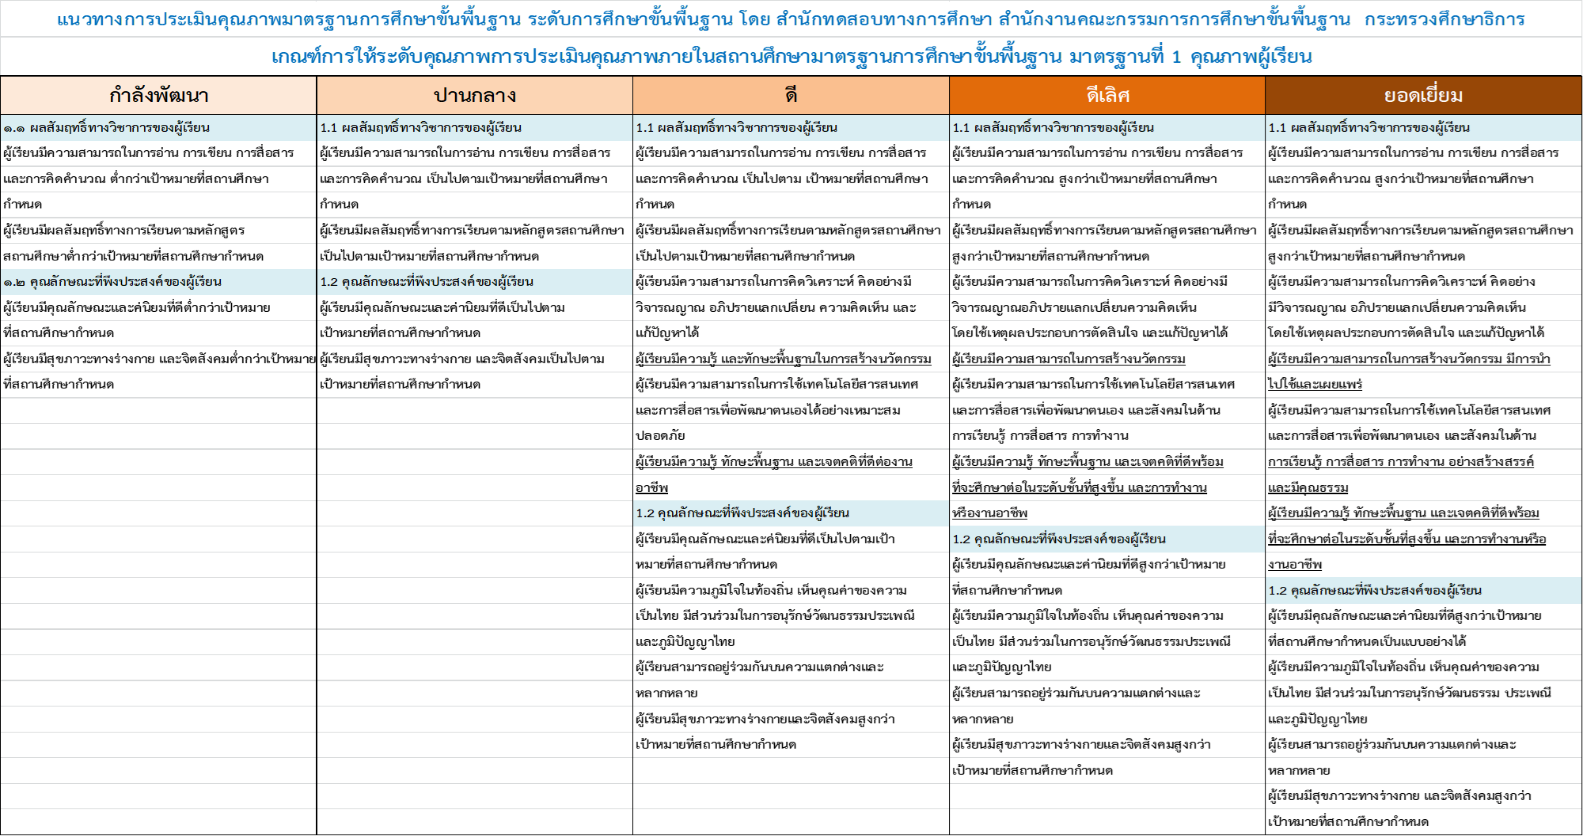 แนวทางการประเมินคุณภาพมาตรฐานการศึกษาขั้นพื้นฐาน ระดับการศึกษาขั้นพื้นฐาน โดย สำนักทดสอบทางการศึกษา สำนักงานคณะกรรมการการศึกษาขั้นพื้นฐาน กระทรวงศึกษาธิการ
เกณฑ์การให้ระดับคุณภาพการประเมินคุณภาพภายในสถานศึกษามาตรฐานการศึกษาขั้นพื้นฐาน มาตรฐานที่ 1 คุณภาพผู้เรียน
กำลังพัฒนา
๑.๑ ผลสัมฤทธิ์ทางวิชาการของผู้เรียน
ผู้เรียนมีความสามารถในการอ่าน การเขียน การสื่อสาร
และการคิดคำนวณ ต่ำกว่าเป้าหมายที่สถานศึกษา
กำหนด
ผู้เรียนมีผลสัมฤทธิ์ทางการเรียนตามหลักสูตร
สถานศึกษาต่ำกว่าเป้าหมายที่สถานศึกษากำหนด
๑.๒ คุณลักษณะที่พึงประสงค์ของผู้เรียน
ผู้เรียนมีคุณลักษณะและค่านิยมที่ดีต่ำกว่าเป้าหมาย
ที่สถานศึกษากำหนด
ผู้เรียนมีสุขภาวะทางร่างกาย และจิตสังคมต่ำกว่าเป้าหมาย
ที่สถานศึกษากำหนด
ปานกลาง
1.1 ผลสัมฤทธิ์ทางวิชาการของผู้เรียน
ผู้เรียนมีความสามารถในการอ่าน การเขียน การสื่อสาร
และการคิดคำนวณ เป็นไปตามเป้าหมายที่สถานศึกษา
กำหนด
ผู้เรียนมีผลสัมฤทธิ์ทางการเรียนตามหลักสูตรสถานศึกษา
เป็นไปตามเป้าหมายที่สถานศึกษากำหนด
1.2 คุณลักษณะที่พึงประสงค์ของผู้เรียน
ผู้เรียนมีคุณลักษณะและค่านิยมที่ดีเป็นไปตาม
เป้าหมายที่สถานศึกษากำหนด
ผู้เรียนมีสุขภาวะทางร่างกาย และจิตสังคมเป็นไปตาม
เป้าหมายที่สถานศึกษากำหนด
ดี
1.1 ผลสัมฤทธิ์ทางวิชาการของผู้เรียน
ผู้เรียนมีความสามารถในการอ่าน การเขียน การสื่อสาร
และการคิดคำนวณ เป็นไปตาม เป้าหมายที่สถานศึกษา
กำหนด
ผู้เรียนมีผลสัมฤทธิ์ทางการเรียนตามหลักสูตรสถานศึกษา
เป็นไปตามเป้าหมายที่สถานศึกษากำหนด
ผู้เรียนมีความสามารถในการคิดวิเคราะห์ คิดอย่างมี
วิจารณญาณ อภิปรายแลกเปลี่ยน ความคิดเห็น และ
แก้ปัญหาได้
ผู้เรียนมีความรู้ และทักษะพื้นฐานในการสร้างนวัตกรรม
ผู้เรียนมีความสามารถในการใช้เทคโนโลยีสารสนเทศ
และการสื่อสารเพื่อพัฒนาตนเองได้อย่างเหมาะสม
ปลอดภัย
ผู้เรียนมีความรู้ ทักษะพื้นฐาน และเจตคติที่ดีต่องาน
อาชีพ
1.2 คุณลักษณะที่พึงประสงค์ของผู้เรียน
ผู้เรียนมีคุณลักษณะและค่านิยมที่ดีเป็นไปตามเป้า
หมายที่สถานศึกษากำหนด
ผู้เรียนมีความภูมิใจในท้องถิ่น เห็นคุณค่าของความ
เป็นไทย มีส่วนร่วมในการอนุรักษ์วัฒนธรรมประเพณี
และภูมิปัญญาไทย
ผู้เรียนสามารถอยู่ร่วมกันบนความแตกต่างและ
หลากหลาย
ผู้เรียนมีสุขภาวะทางร่างกายและจิตสังคมสูงกว่า
เป้าหมายที่สถานศึกษากำหนด
ดีเลิศ
1.1 ผลสัมฤทธิ์ทางวิชาการของผู้เรียน
ผู้เรียนมีความสามารถในการอ่าน การเขียน การสื่อสาร
และการคิดคำนวณ สูงกว่าเป้าหมายที่สถานศึกษา
กำหนด
ผู้เรียนมีผลสัมฤทธิ์ทางการเรียนตามหลักสูตรสถานศึกษา
สูงกว่าเป้าหมายที่สถานศึกษากำหนด
ผู้เรียนมีความสามารถในการคิดวิเคราะห์ คิดอย่างมี
วิจารณญาณอภิปรายแลกเปลี่ยนความคิดเห็น
โดยใช้เหตุผลประกอบการตัดสินใจ และแก้ปัญหาได้
ผู้เรียนมีความสามารถในการสร้างนวัตกรรม
ผู้เรียนมีความสามารถในการใช้เทคโนโลยีสารสนเทศ
และการสื่อสารเพื่อพัฒนาตนเอง และสังคมในด้าน
การเรียนรู้ การสื่อสาร การทำงาน
ผู้เรียนมีความรู้ ทักษะพื้นฐาน และเจตคติที่ดีพร้อม
ที่จะศึกษาต่อในระดับชั้นที่สูงขึ้น และการทำงาน
หรืองานอาชีพ
1.2 คุณลักษณะที่พึงประสงค์ของผู้เรียน
ผู้เรียนมีคุณลักษณะและค่านิยมที่ดีสูงกว่าเป้าหมาย
ที่สถานศึกษากำหนด
ผู้เรียนมีความภูมิใจในท้องถิ่น เห็นคุณค่าของความ
เป็นไทย มีส่วนร่วมในการอนุรักษ์วัฒนธรรมประเพณี
และภูมิปัญญาไทย
ผู้เรียนสามารถอยู่ร่วมกันบนความแตกต่างและ
หลากหลาย
ผู้เรียนมีสุขภาวะทางร่างกายและจิตสังคมสูงกว่า
เป้าหมายที่สถานศึกษากำหนด
ยอดเยี่ยม
1.1 ผลสัมฤทธิ์ทางวิชาการของผู้เรียน
ผู้เรียนมีความสามารถในการอ่าน การเขียน การสื่อสาร
และการคิดคำนวณ สูงกว่าเป้าหมายที่สถานศึกษา
กำหนด
ผู้เรียนมีผลสัมฤทธิ์ทางการเรียนตามหลักสูตรสถานศึกษา
สูงกว่าเป้าหมายที่สถานศึกษากำหนด
ผู้เรียนมีความสามารถในการคิดวิเคราะห์ คิดอย่าง
มีวิจารณญาณ อภิปรายแลกเปลี่ยนความคิดเห็น
โดยใช้เหตุผลประกอบการตัดสินใจ และแก้ปัญหาได้
ผู้เรียนมีความสามารถในการสร้างนวัตกรรม มีการนำ
ไปใช้และเผยแพร่
ผู้เรียนมีความสามารถในการใช้เทคโนโลยีสารสนเทศ
และการสื่อสารเพื่อพัฒนาตนเอง และสังคมในด้าน
การเรียนรู้ การสื่อสาร การทำงาน อย่างสร้างสรรค์
และมีคุณธรรม
ผู้เรียนมีความรู้ ทักษะพื้นฐาน และเจตคติที่ดีพร้อม
ที่จะศึกษาต่อในระดับชั้นที่สูงขึ้น และการทำงานหรือ
งานอาชีพ
1.2 คุณลักษณะที่พึงประสงค์ของผู้เรียน
ผู้เรียนมีคุณลักษณะและค่านิยมที่ดีสูงกว่าเป้าหมาย
ที่สถานศึกษากำหนดเป็นแบบอย่างได้
ผู้เรียนมีความภูมิใจในท้องถิ่น เห็นคุณค่าของความ
เป็นไทย มีส่วนร่วมในการอนุรักษ์วัฒนธรรม ประเพณี
และภูมิปัญญาไทย
ผู้เรียนสามารถอยู่ร่วมกันบนความแตกต่างและ
หลากหลาย
ผู้เรียนมีสุขภาวะทางร่างกาย และจิตสังคมสูงกว่า
เป้าหมายที่สถานศึกษากำหนด